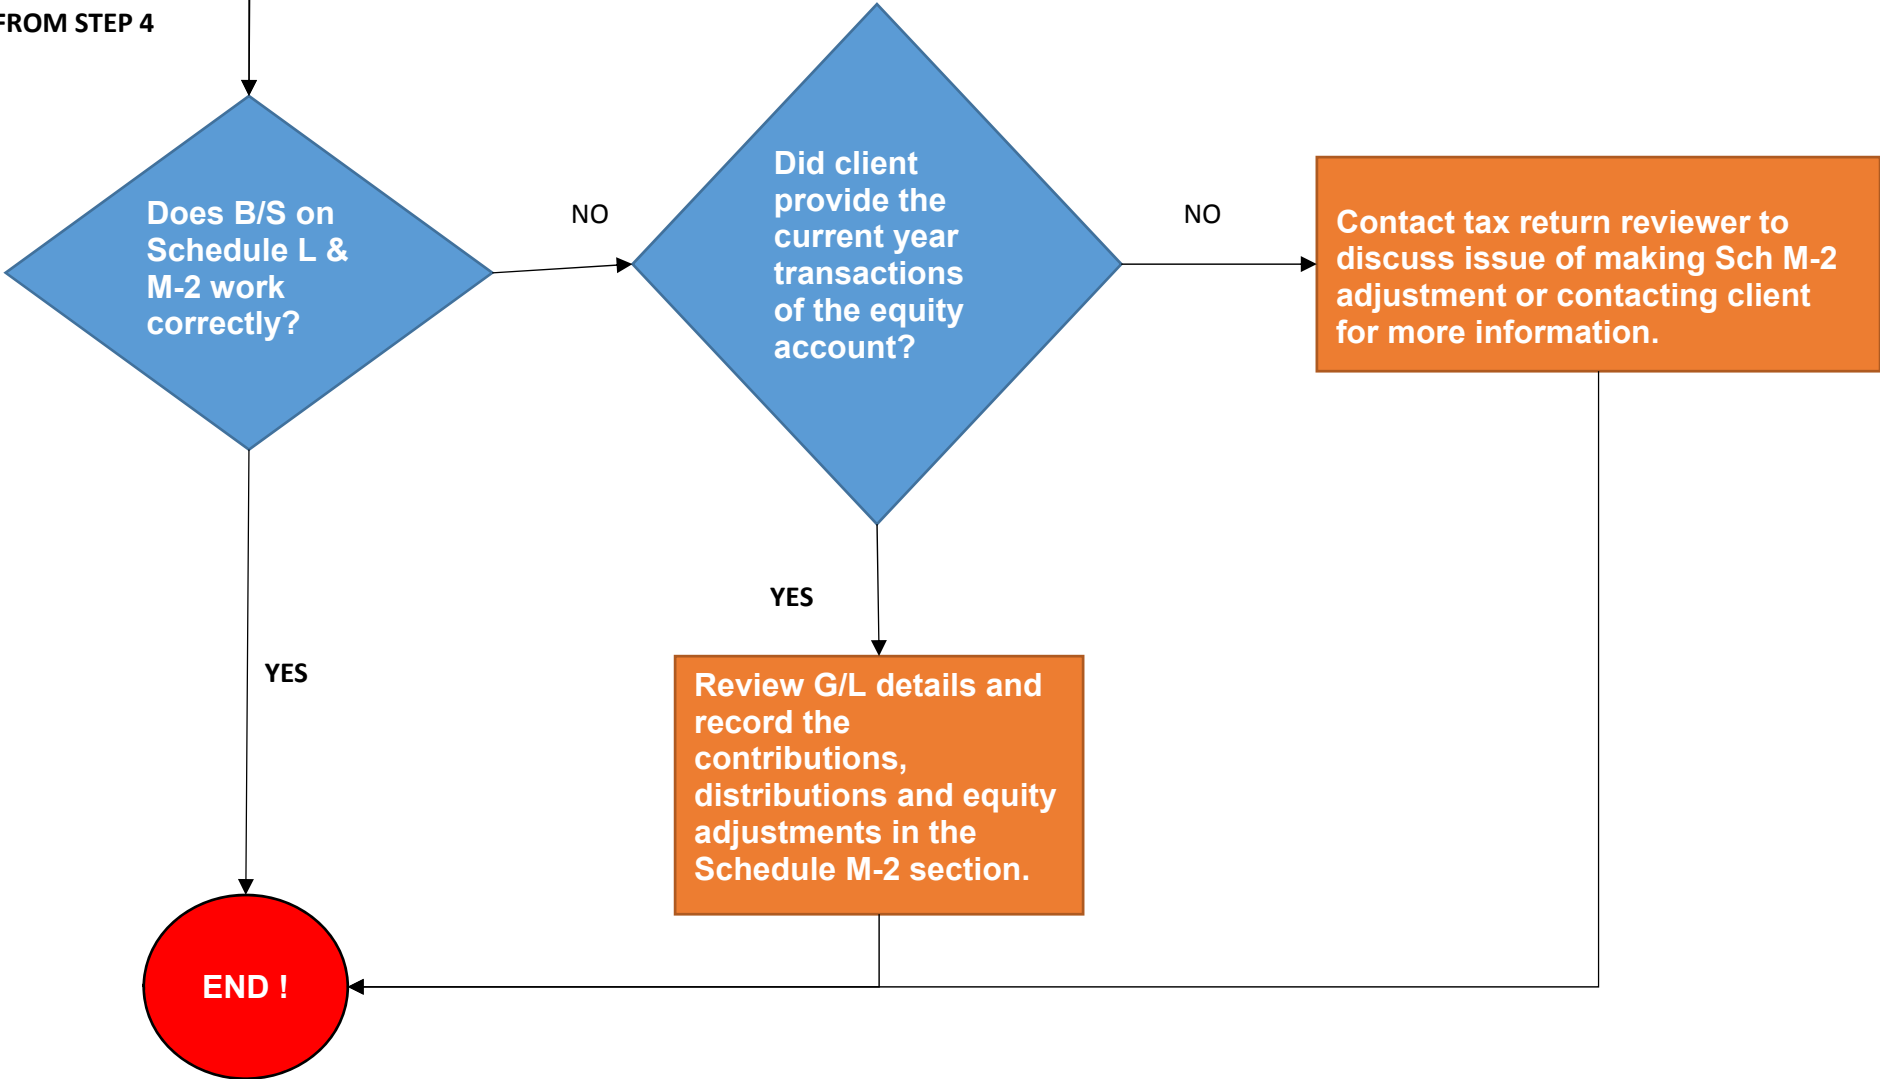 FROM STEP 4
Does B/S on
Schedule L &
M-2 work
correctly?
NO
Did client
provide the
current year
transactions
of the equity
account?
NO
Contact tax return reviewer to
discuss issue of making Sch M-2
adjustment or contacting client
for more information.
YES
YES
Review G/L details and
record the
contributions,
distributions and equity
adjustments in the
Schedule M-2 section.
END !